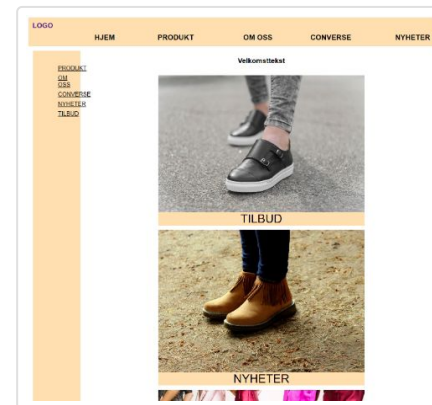 LOGO
HJEM PRODUKT OM OSS CONVERSE NYHETER
Velkomsttekst
PRODUKT
OM
OSS
CONVERSE
NYHETER
TILBUD
TILBUD
NYHETER